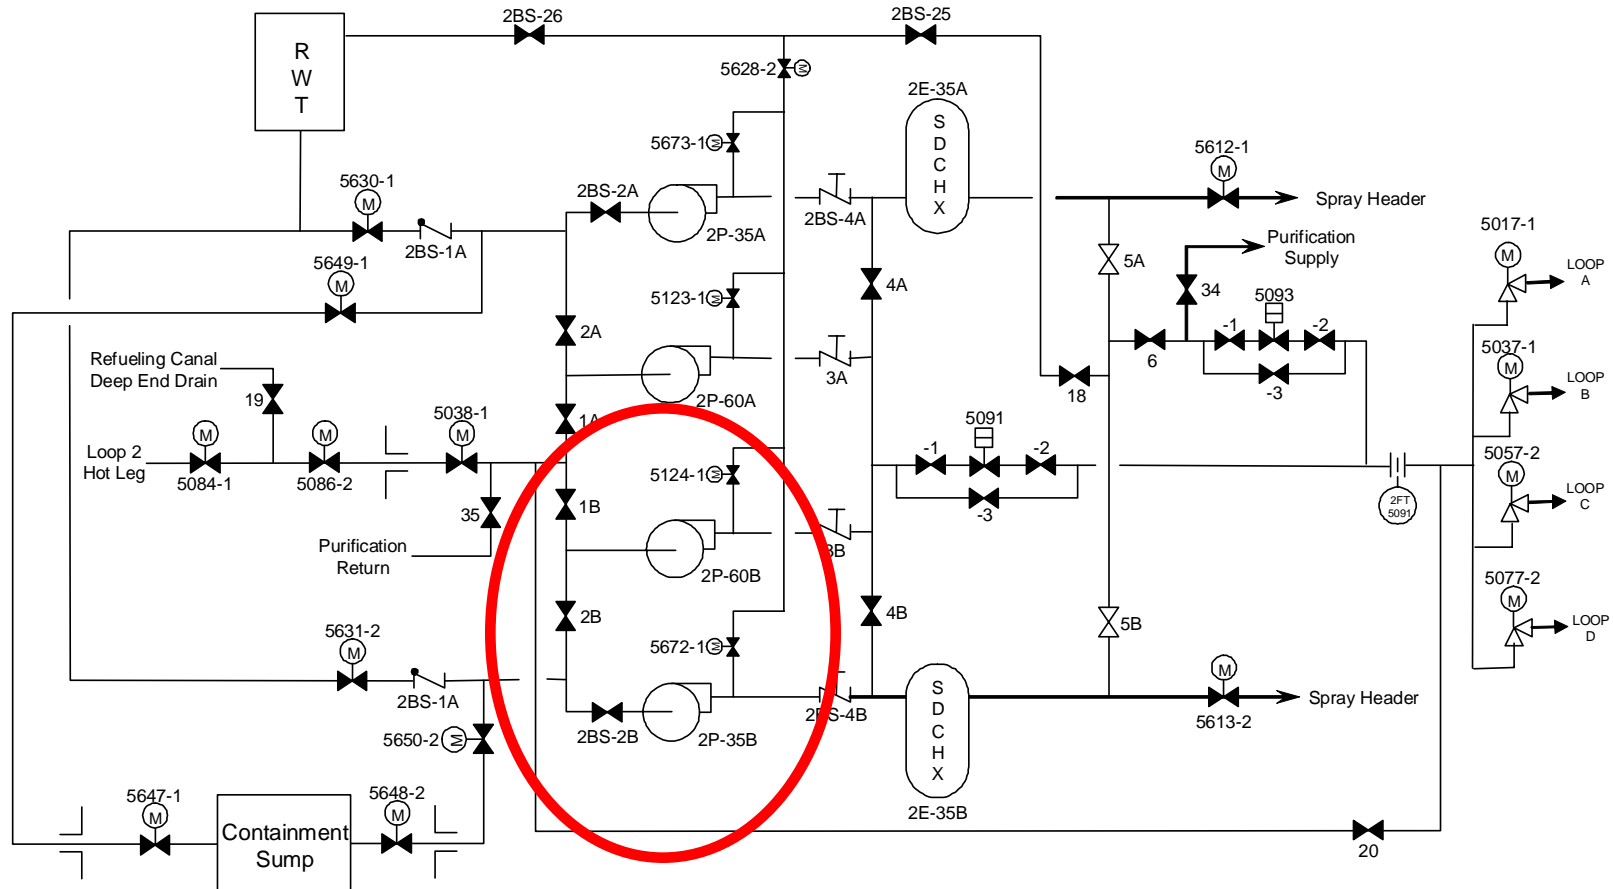 2BS-26
2BS-25
R
W
T
5628-2
M
2E-35A
S
D
C
H
X
5673-1
M
5612-1
M
Spray Header
5630-1
M
2BS-2A
2BS-4A
2P-35A
2BS-1A
5649-1
M
5123-1
M
4A
5A
Purification
Supply
34
5017-1
M
LOOP
A
5093
-1
-2
-3
6
2A
3A
18
Refueling Canal
Deep End Drain
19
2P-60A
1A
5037-1
M
LOOP
B
5038-1
M
Loop 2
Hot Leg
M
5084-1
M
5086-2
5091
-1
-2
-3
5124-1
M
5057-2
M
LOOP
C
2FT
5091
35
1B
3B
Purification
Return
2P-60B
2B
4B
5B
5077-2
M
LOOP
D
5631-2
M
5672-1
M
2BS-1A
2BS-2B
2P-35B
2BS-4B
S
D
C
H
X
2E-35B
M
5613-2
Spray Header
5650-2
M
5647-1
M
Containment
Sump
5648-2
M
20